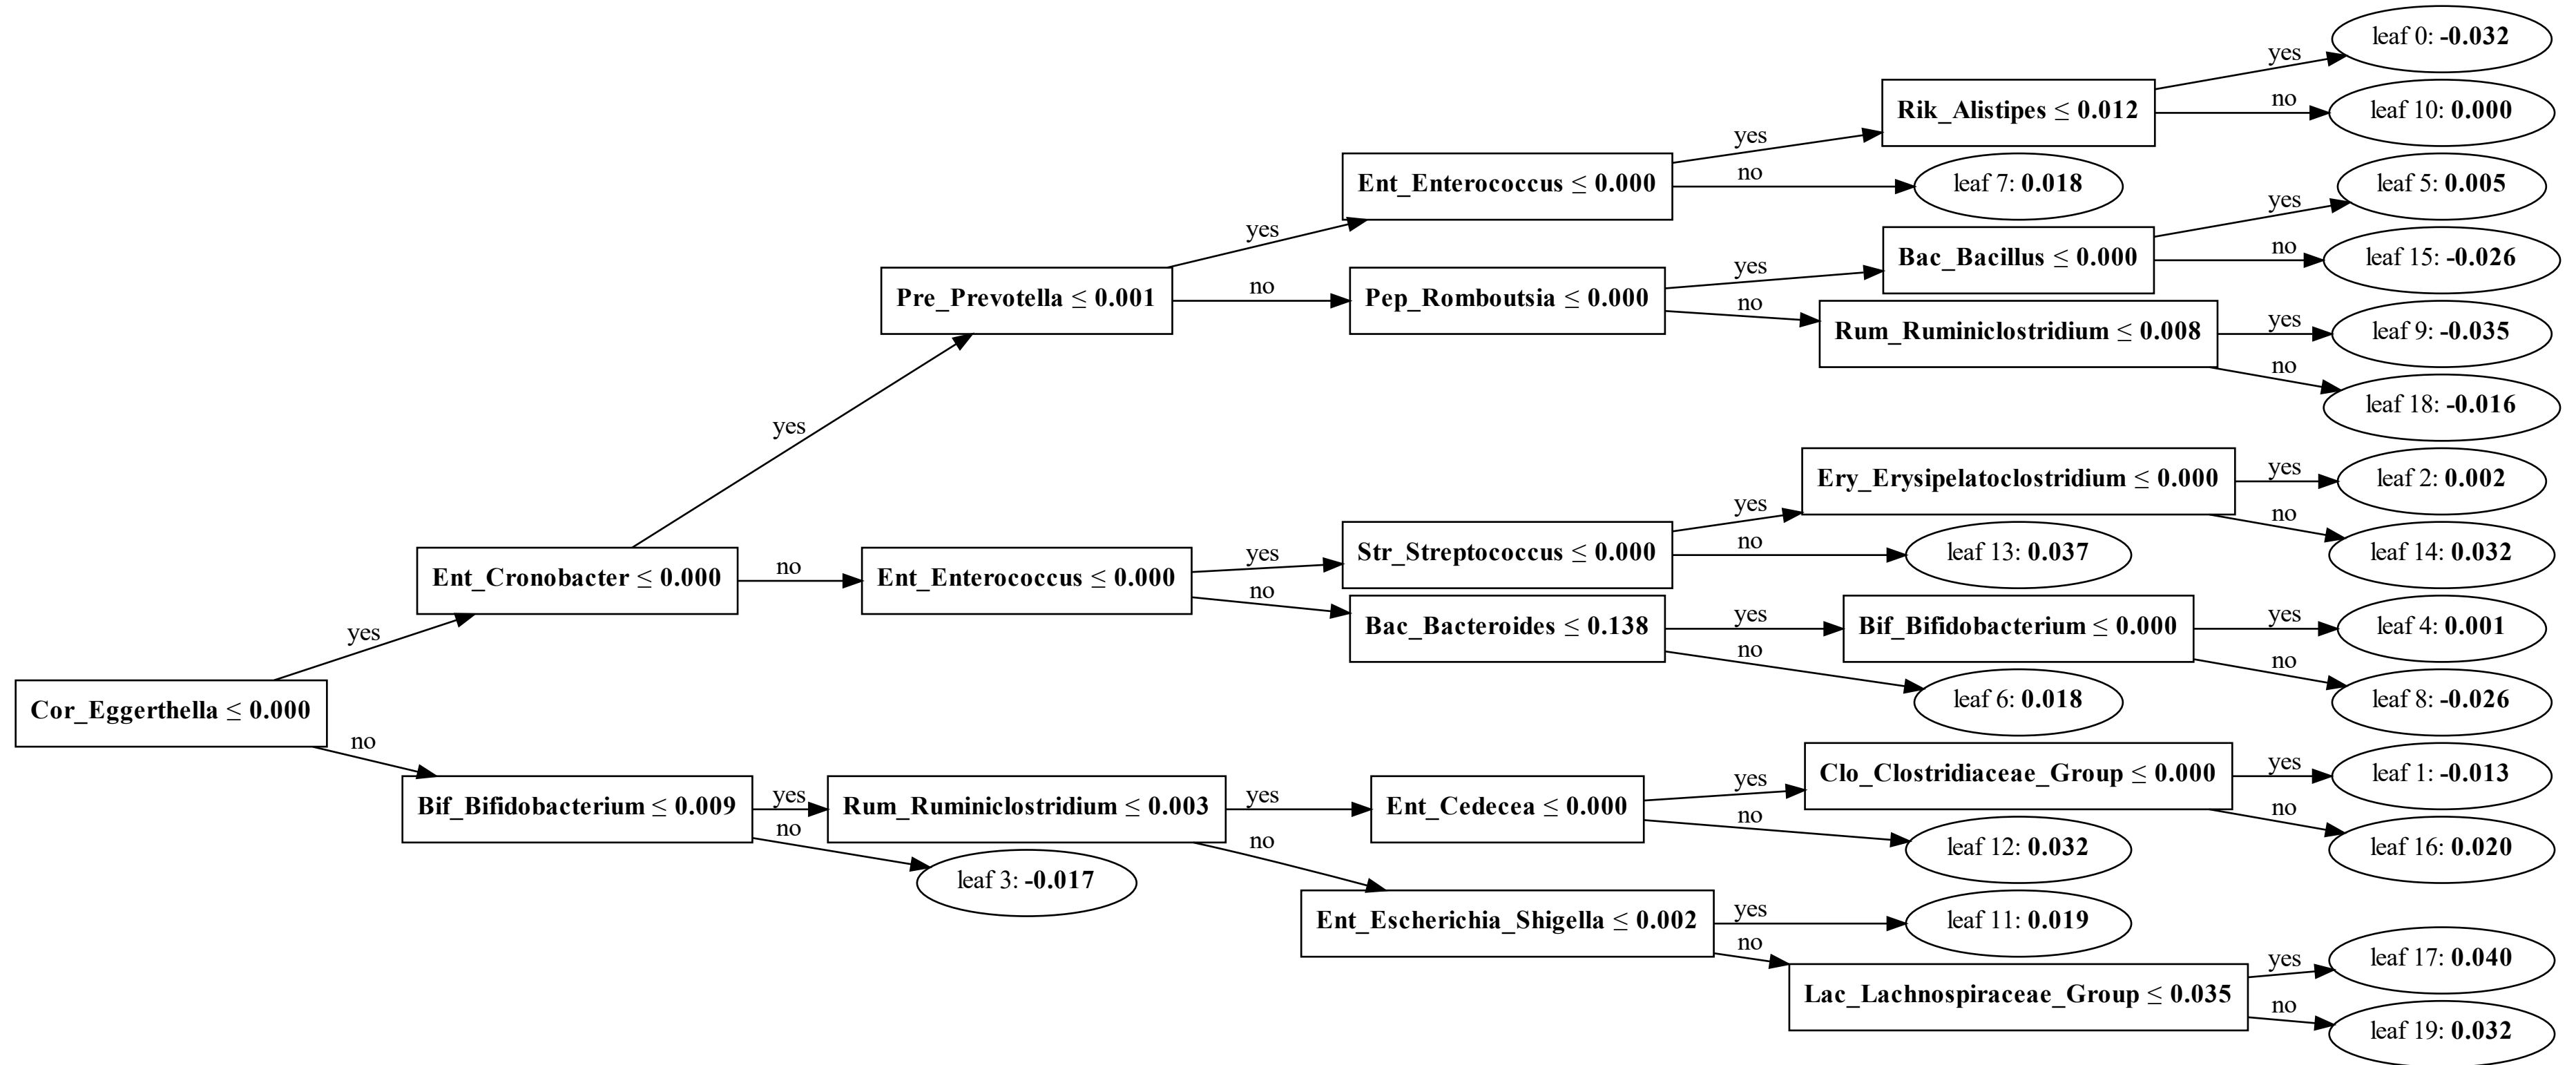 Cor_Eggerthella ≤ 0.000
yes
no
Ent_Cronobacter ≤ 0.000
yes
no
Bif_Bifidobacterium ≤ 0.009
yes
no
Pre_Prevotella ≤ 0.001
yes
no
Ent_Enterococcus ≤ 0.000
yes
no
Rum_Ruminiclostridium ≤ 0.003
yes
no
leaf 3: -0.017
Ent_Enterococcus ≤ 0.000
yes
no
Pep_Romboutsia ≤ 0.000
yes
no
Str_Streptococcus ≤ 0.000
yes
no
Bac_Bacteroides ≤ 0.138
yes
no
Ent_Cedecea ≤ 0.000
yes
no
Ent_Escherichia_Shigella ≤ 0.002
yes
no
Rik_Alistipes ≤ 0.012
yes
no
leaf 7: 0.018
Bac_Bacillus ≤ 0.000
yes
no
Rum_Ruminiclostridium ≤ 0.008
yes
no
Ery_Erysipelatoclostridium ≤ 0.000
yes
no
leaf 13: 0.037
Bif_Bifidobacterium ≤ 0.000
yes
no
leaf 6: 0.018
Clo_Clostridiaceae_Group ≤ 0.000
yes
no
leaf 12: 0.032
leaf 11: 0.019
Lac_Lachnospiraceae_Group ≤ 0.035
yes
no
leaf 0: -0.032
leaf 10: 0.000
leaf 5: 0.005
leaf 15: -0.026
leaf 9: -0.035
leaf 18: -0.016
leaf 2: 0.002
leaf 14: 0.032
leaf 4: 0.001
leaf 8: -0.026
leaf 1: -0.013
leaf 16: 0.020
leaf 17: 0.040
leaf 19: 0.032